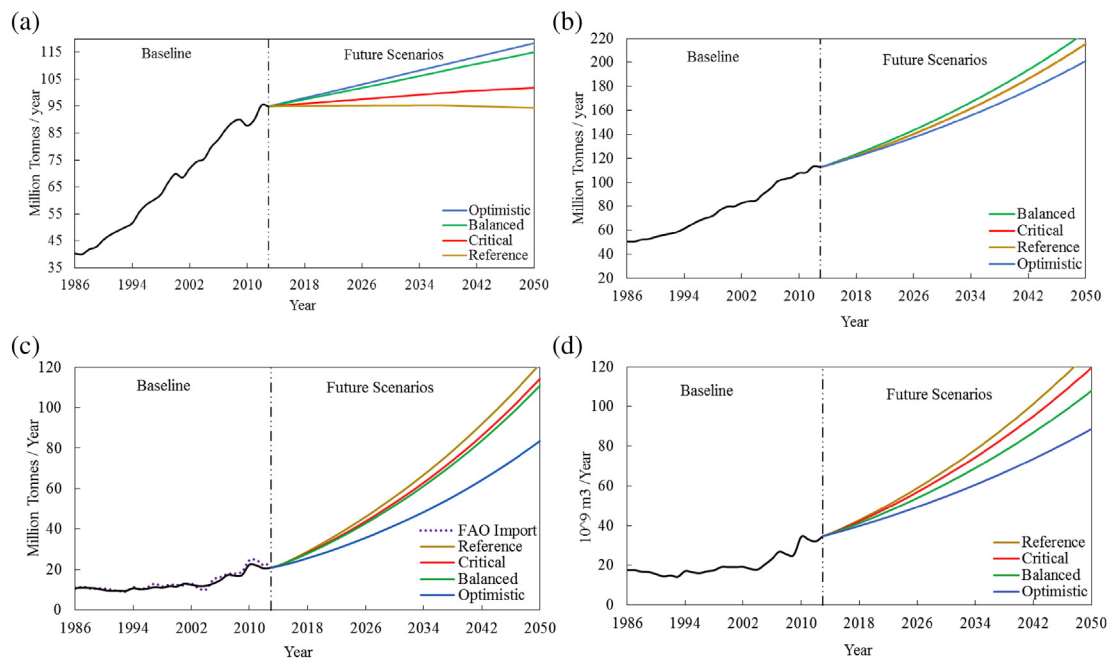 (a)
Baseline
Future Scenarios
115
105
95
85
75
65
55
45
35
Million Tonnes / year
Optimistic
Balanced
Critical
Reference
1986 1994 2002 2010 2018 2026 2034 2042 2050
Year
(b)
Baseline
Future Scenarios
220
200
180
160
140
120
100
80
60
40
20
Million Tonnes / year
Balanced
Critical
Reference
Optimistic
1986 1994 2002 2010 2018 2026 2034 2042 2050
Year
(c)
Baseline
Future Scenarios
120
100
80
60
40
20
0
Million Tonnes / Year
FAO Import
Reference
Critical
Balanced
Optimistic
1986 1994 2002 2010 2018 2026 2034 2042 2050
Year
(d)
Baseline
Future Scenarios
120
100
80
60
40
20
0
10^9 m3 /Year
Reference
Critical
Balanced
Optimistic
1986 1994 2002 2010 2018 2026 2034 2042 2050
Year